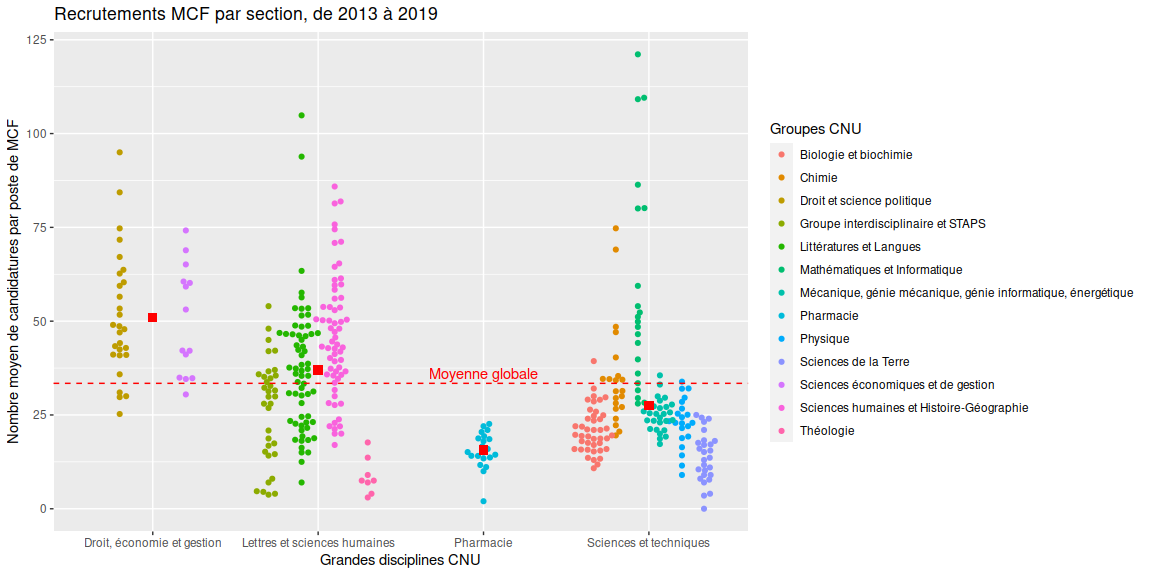 Recrutements MCF par section, de 2013 à 2019
Nombre moyen de candidatures par poste de MCF
125
100
75
50
25
0
Moyenne globale
Droit, économie et gestion
Lettres et sciences humaines
Pharmacie
Sciences et techniques
Grandes disciplines CNU
Groupes CNU
Biologie et biochimie
Chimie
Droit et science politique
Groupe interdisciplinaire et STAPS
Littératures et Langues
Mathématiques et Informatique
Mécanique, génie mécanique, génie informatique, énergétique
Pharmacie
Physique
Sciences de la Terre
Sciences économiques et de gestion
Sciences humaines et Histoire-Géographie
Théologie